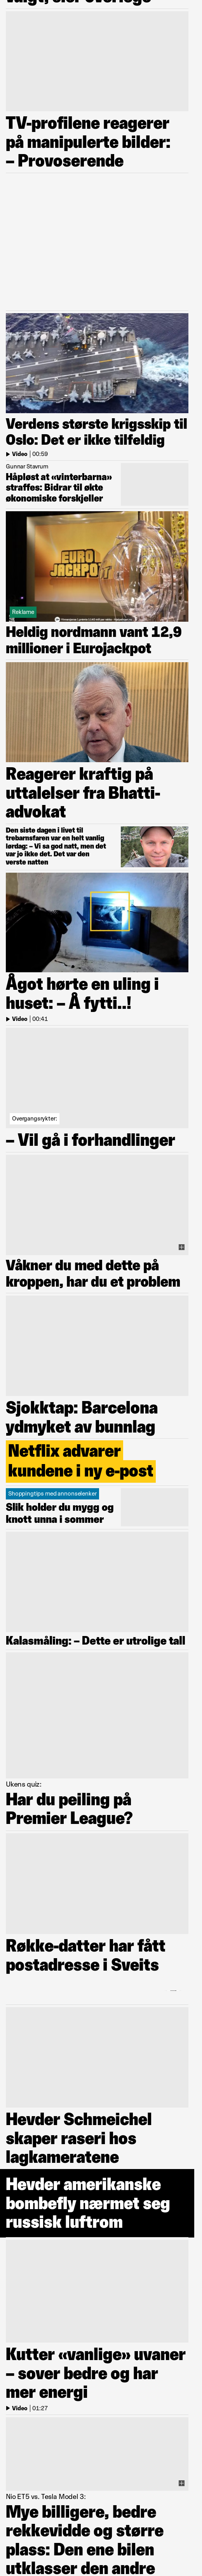 TV-profilene reagerer
på manipulerte bilder:
– Provoserende
Verdens største krigsskip til
Oslo: Det er ikke tilfeldig
Video | 00:59
Gunnar Stavrum
Håpløst at «vinterbarna»
straffes: Bidrar til økte
økonomiske forskjeller
EURO
JACKPOT
Reklame
Heldig nordmann vant 12,9
millioner i Eurojackpot
Reagerer kraftig på
uttalelser fra Bhatti-
advokat
Den siste dagen i livet til
trebarnsfaren var en helt vanlig
lørdag: – Vi sa god natt, men det
var jo ikke det. Det var den
verste natten
Ågot hørte en uling i
huset: – Å fytti..!
Video | 00:41
Overgangsrykter:
– Vil gå i forhandlinger
Våkner du med dette på
kroppen, har du et problem
Sjokktap: Barcelona
ydmyket av bunnlag
Netflix advarer
kundene i ny e-post
Shoppingtips med annonselenker
Slik holder du mygg og
knott unna i sommer
Kalasmåling: – Dette er utrolige tall
Ukens quiz:
Har du peiling på
Premier League?
Røkke-datter har fått
postadresse i Sveits
Hevder Schmeichel
skaper raseri hos
lagkameratene
Hevder amerikanske
bombefly nærmet seg
russisk luftrom
Kutter «vanlige» uvaner
– sover bedre og har
mer energi
Video | 01:27
Nio ET5 vs. Tesla Model 3:
Mye billigere, bedre
rekkevidde og større
plass: Den ene bilen
utklasser den andre